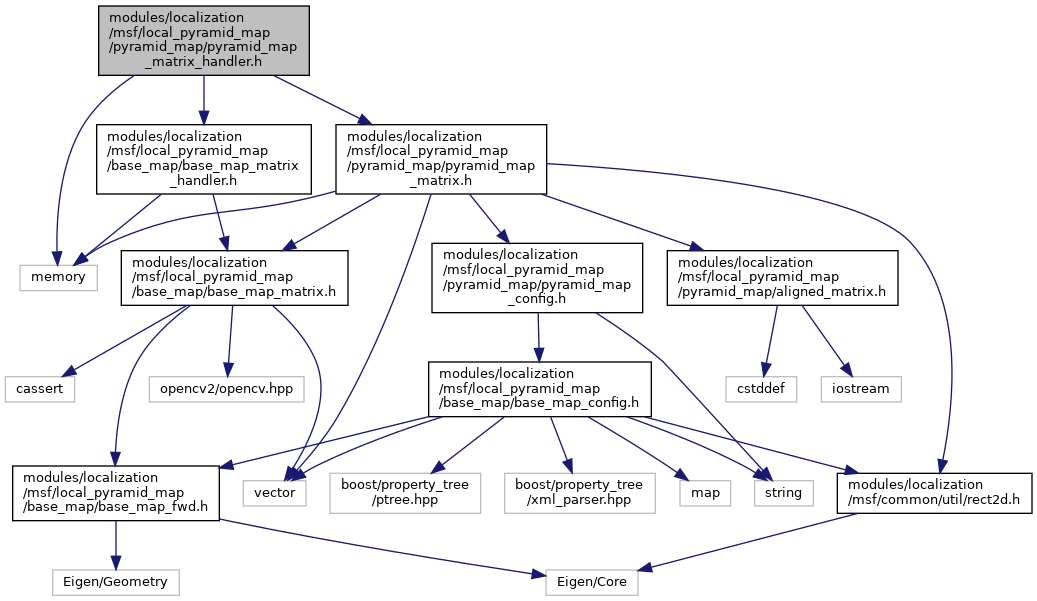 modules/localization
/msf/local_pyramid_map
/pyramid_map/pyramid_map
_matrix_handler.h
modules/localization
/msf/local_pyramid_map
/base_map/base_map_matrix
_handler.h
modules/localization
/msf/local_pyramid_map
/pyramid_map/pyramid_map
_matrix.h
memory
modules/localization
/msf/local_pyramid_map
/base_map/base_map_matrix.h
modules/localization
/msf/local_pyramid_map
/pyramid_map/pyramid_map
_config.h
modules/localization
/msf/local_pyramid_map
/pyramid_map/aligned_matrix.h
cassert
opencv2/opencv.hpp
modules/localization
/msf/local_pyramid_map
/base_map/base_map_config.h
cstddef
iostream
modules/localization
/msf/local_pyramid_map
/base_map/base_map_fwd.h
vector
boost/property_tree
/ptree.hpp
boost/property_tree
/xml_parser.hpp
map
string
modules/localization
/msf/common/util/rect2d.h
Eigen/Geometry
Eigen/Core